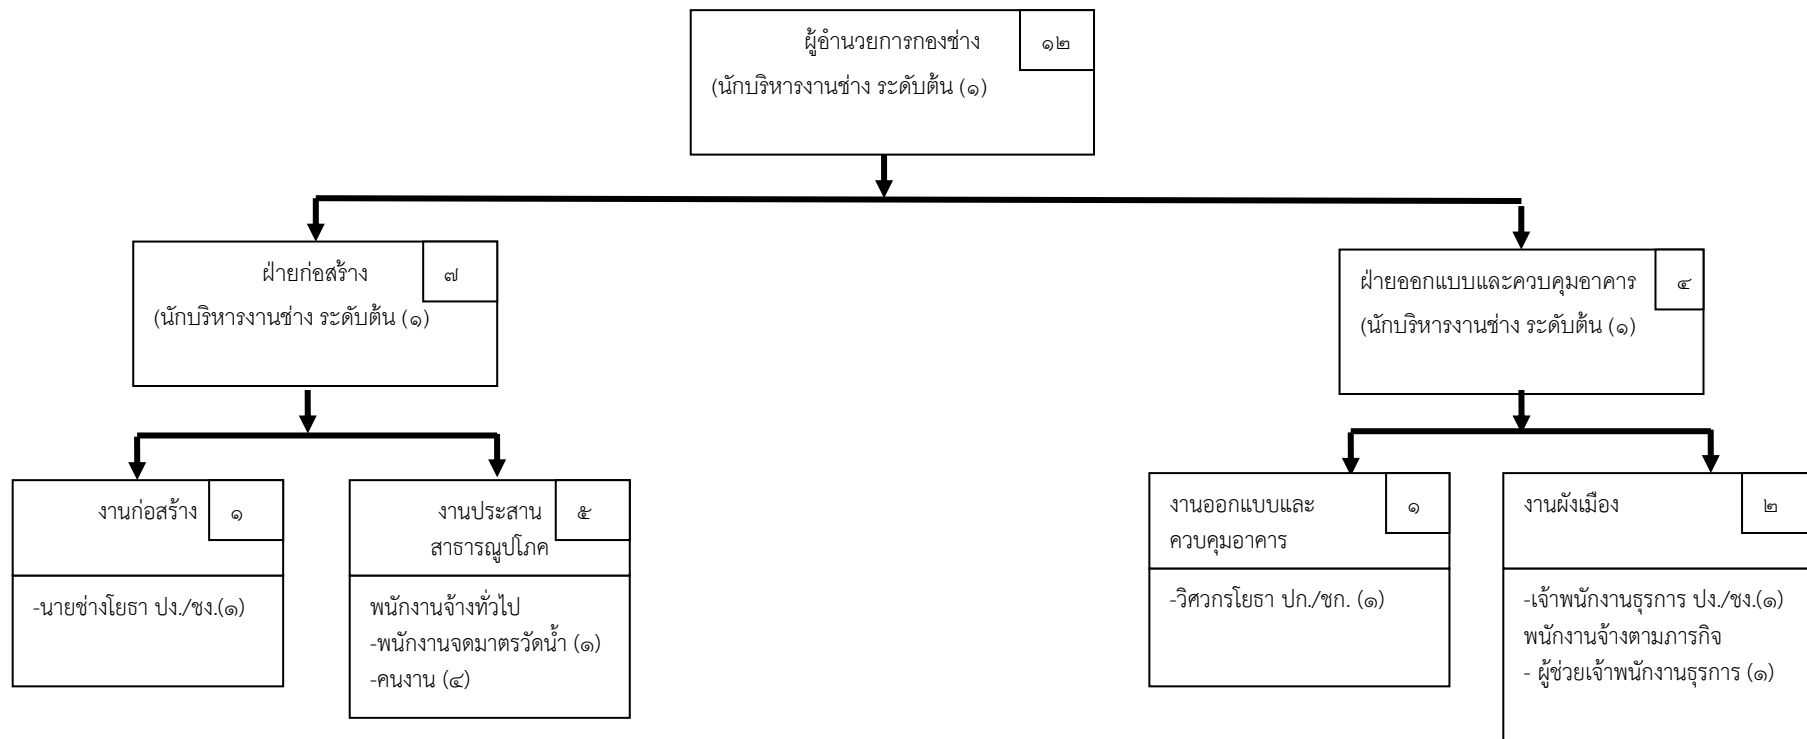 ผู้อำนวยการกองช่าง
๑๒
(นักบริหารงานช่าง ระดับต้น (๑)
ฝ่ายก่อสร้าง
๗
(นักบริหารงานช่าง ระดับต้น (๑)
ฝ่ายออกแบบและควบคุมอาคาร
๔
(นักบริหารงานช่าง ระดับต้น (๑)
งานก่อสร้าง
๑
-นายช่างโยธา ปง./ชง.(๑)
งานประสาน
๕
สาธารณูปโภค
พนักงานจ้างทั่วไป
-พนักงานจดมาตรวัดน้ำ (๑)
-คนงาน (๔)
งานออกแบบและ
๑
ควบคุมอาคาร
-วิศวกรโยธา ปก./ชก. (๑)
งานผังเมือง
๒
-เจ้าพนักงานธุรการ ปง./ชง.(๑)
พนักงานจ้างตามภารกิจ
- ผู้ช่วยเจ้าพนักงานธุรการ (๑)